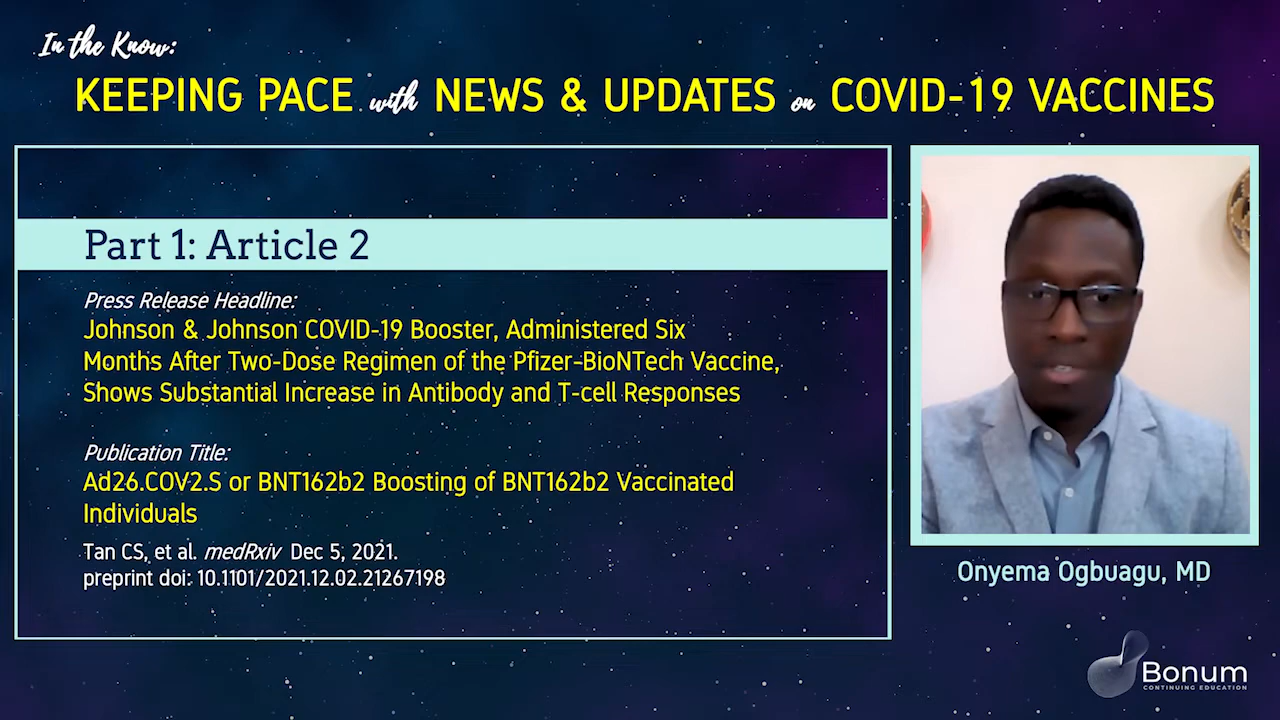 In the Know:
KEEPING PACE with NEWS & UPDATES on COVID-19 VACCINES
Part 1: Article 2
Press Release Headline:
Johnson & Johnson COVID-19 Booster, Administered Six
Months After Two-Dose Regimen of the Pfizer-BioNTech Vaccine,
Shows Substantial Increase in Antibody and T-cell Responses
Publication Title:
Ad26.COV2.S or BNT162b2 Boosting of BNT162b2 Vaccinated
Individuals
Tan CS, et al. medRxiv Dec 5, 2021.
preprint doi: 10.1101/2021.12.02.21267198
Onyema Ogbuagu, MD
Bonum
CONTINUING EDUCATION